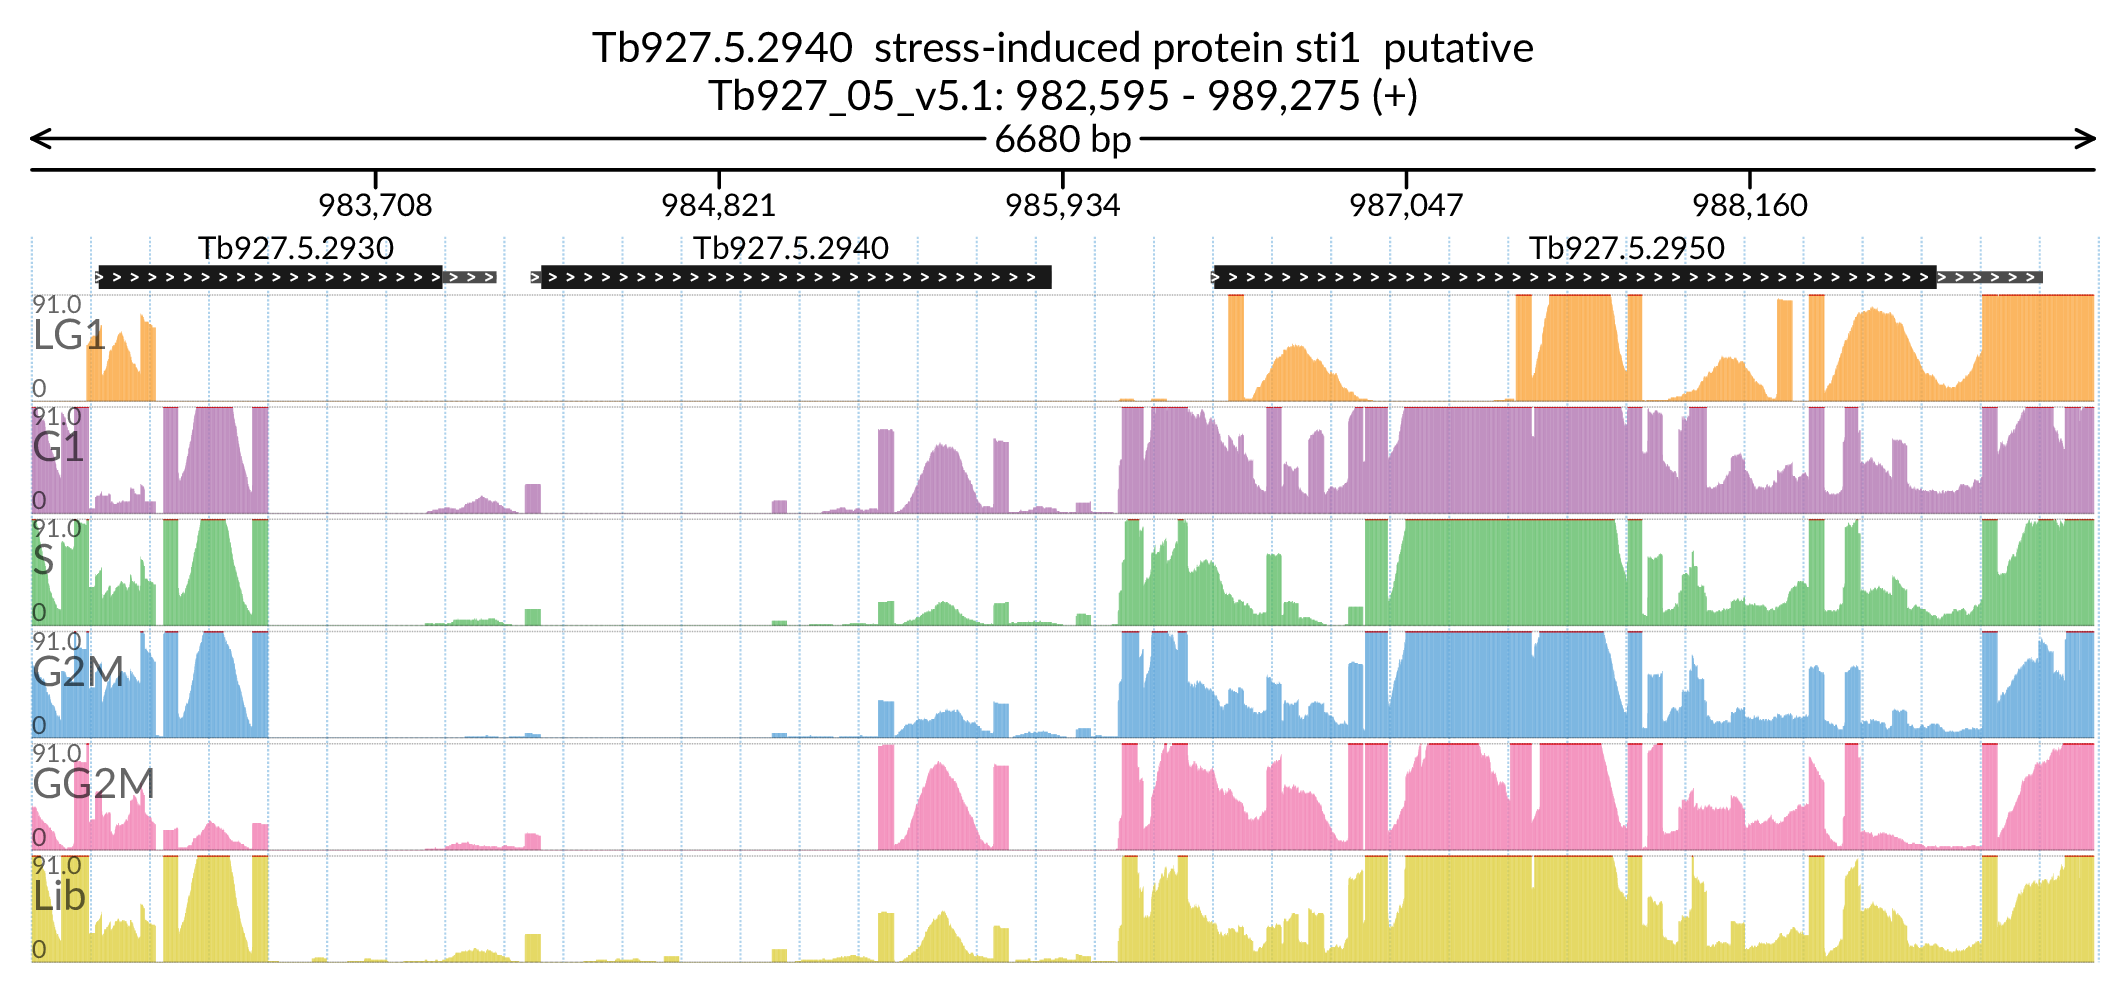 Tb927.5.2940  stress-induced protein sti1  putative
Tb927_05_v5.1: 982,595 - 989,275 (+)
6680 bp
983,708 984,821 985,934 987,047 988,160
Tb927.5.2930 Tb927.5.2940 Tb927.5.2950
91.0
LG1
0
91.0
G1
0
91.0
S
0
91.0
G2M
0
91.0
GG2M
0
91.0
Lib
0